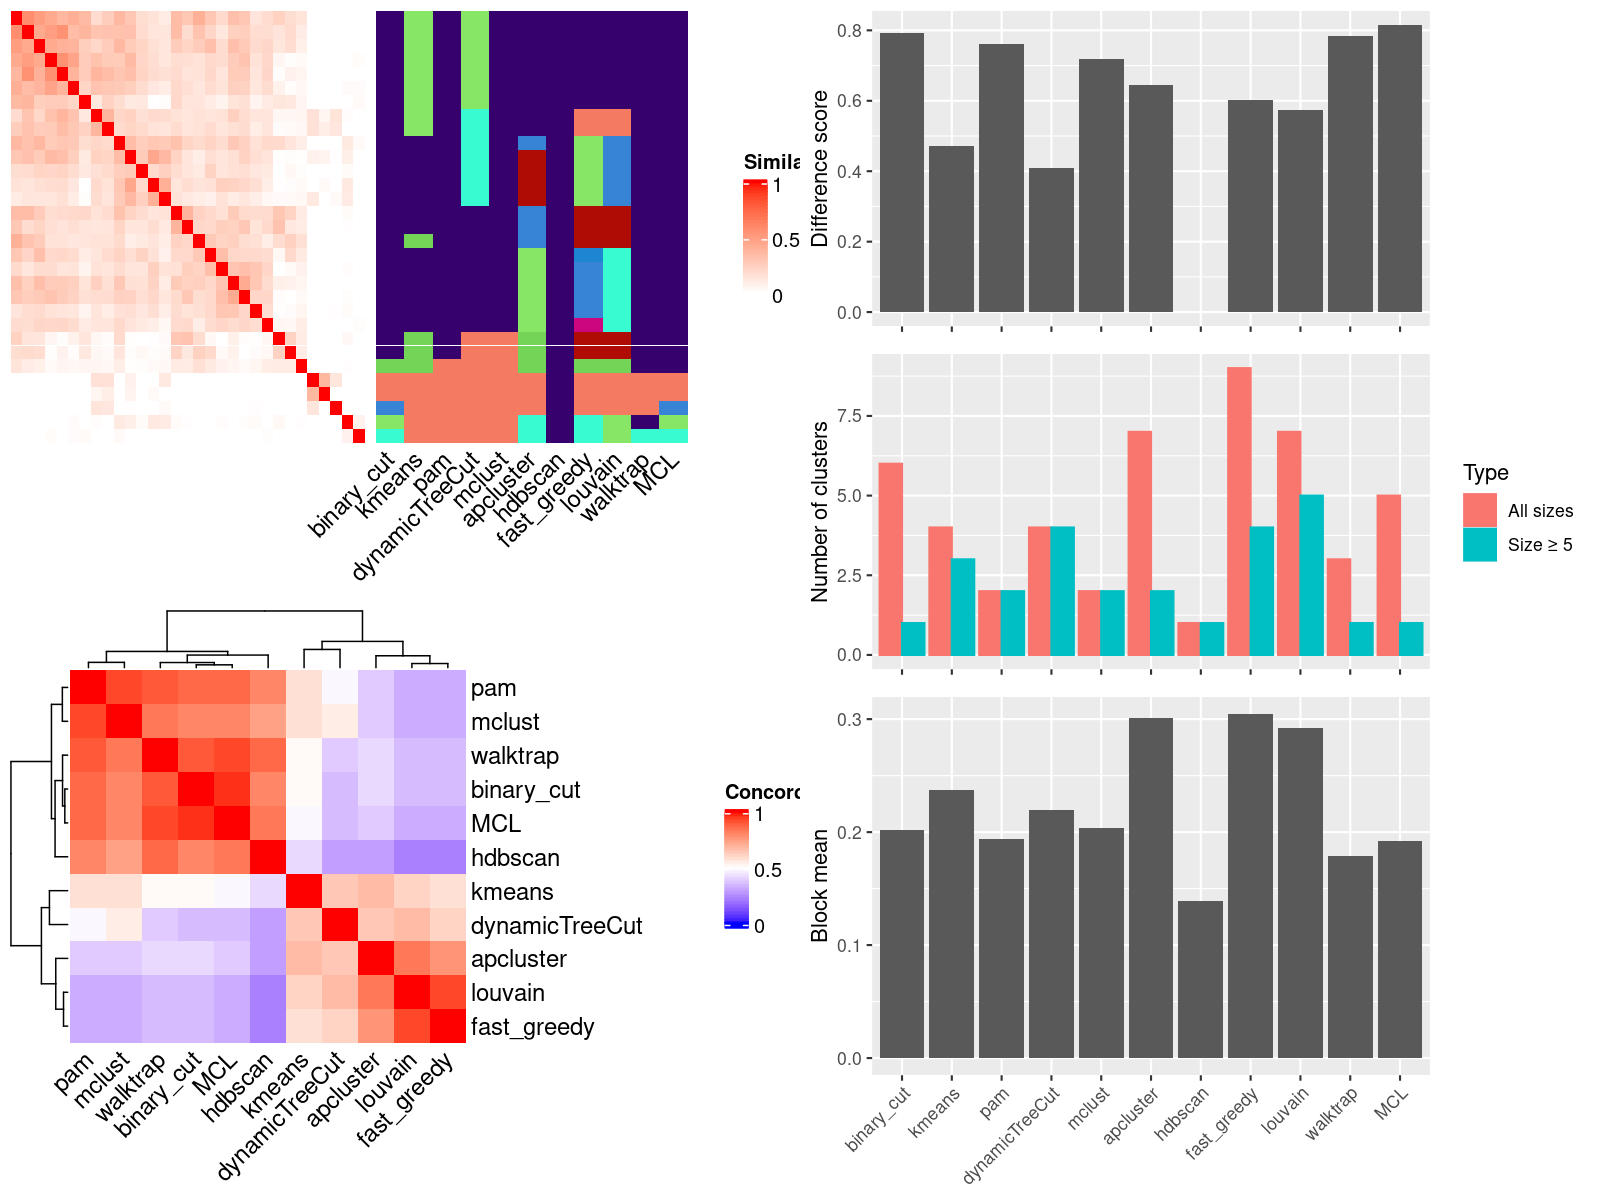 Simila
1
0.5
0
binary_cut
kmeans
pam
dynamicTreeCut
mclust
apcluster
hdbscan
fast_greedy
louvain
walktrap
MCL
pam
mclust
walktrap
binary_cut
MCL
hdbscan
kmeans
dynamicTreeCut
apcluster
louvain
fast_greedy
pam
mclust
walktrap
binary_cut
MCL
hdbscan
kmeans
dynamicTreeCut
apcluster
louvain
fast_greedy
Concord
1
0.5
0
Difference score
0.8
0.6
0.4
0.2
0.0
Number of clusters
7.5
5.0
2.5
0.0
Type
All sizes
Size ≥ 5
Block mean
0.3
0.2
0.1
0.0
binary_cut
kmeans
pam
dynamicTreeCut
mclust
apcluster
hdbscan
fast_greedy
louvain
walktrap
MCL